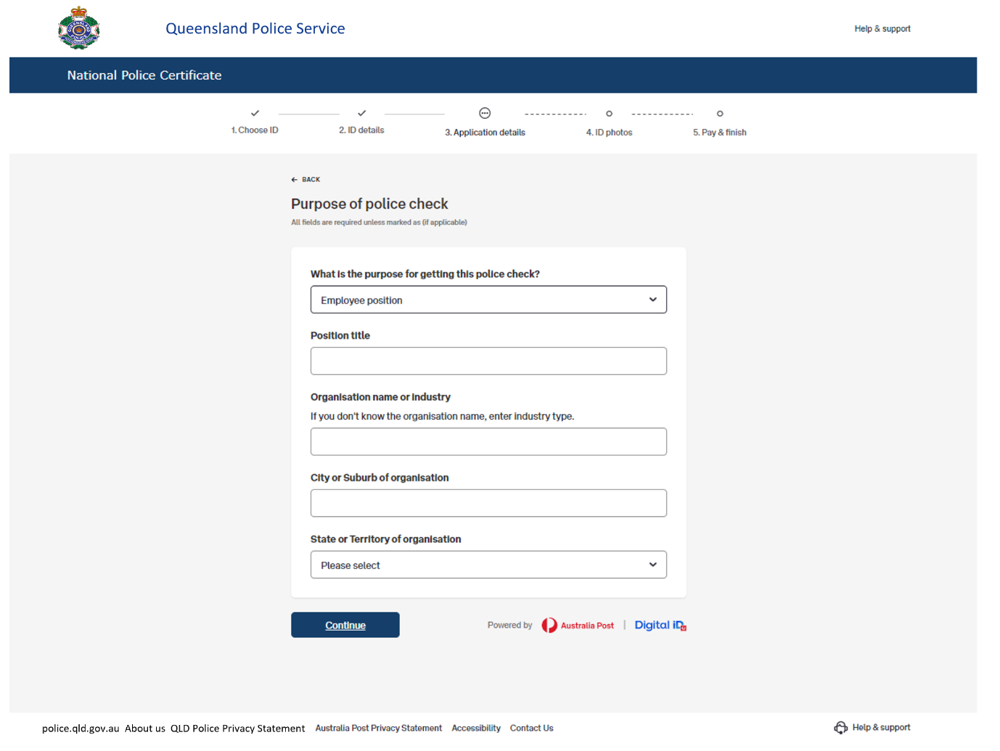 Queensland Police Service
Help & support
National Police Certificate
1. Choose ID
2. ID details
3. Application details
4. ID photos
5. Pay & finish
← BACK
Purpose of police check
All fields are required unless marked as (if applicable)
What is the purpose for getting this police check?
Employee position
Position title
Organisation name or industry
If you don't know the organisation name, enter industry type.
City or Suburb of organisation
State or Territory of organisation
Please select
Continue
Powered by Australia Post | Digital iD
police.qld.gov.au About us QLD Police Privacy Statement Australia Post Privacy Statement Accessibility Contact Us
Help & support